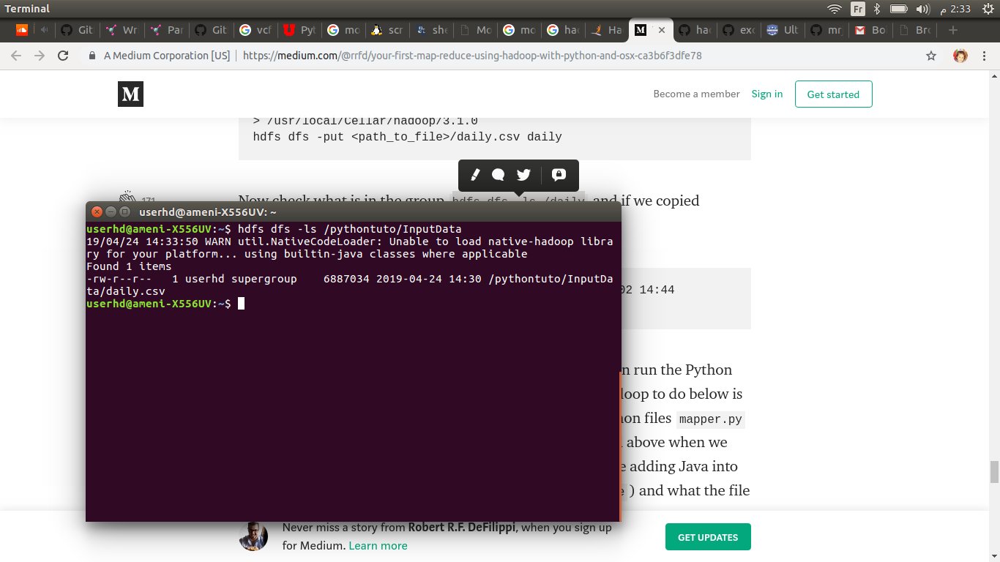 Terminal
Fr
2:33 م
Git
Wr
Par
Git
vcf
Pyt
mo
scr
she
Mo
mo
hac
Ha
hac
exc
Ult
mr
Bo
Bro
A Medium Corporation [US] | https://medium.com/@rrfd/your-first-map-reduce-using-hadoop-with-python-and-osx-ca3b6f3dfe78
M
Become a member
Sign in
Get started
> /usr/local/Cellar/hadoop/3.1.0
hdfs dfs -put <path_to_file>/daily.csv daily
171
Now check what is in the group hdfs dfs -ls /daily and if we copied
userhd@ameni-X556UV: ~
userhd@ameni-X556UV:~$ hdfs dfs -ls /pythontuto/InputData
19/04/24 14:33:50 WARN util.NativeCodeLoader: Unable to load native-hadoop libra
ry for your platform... using builtin-java classes where applicable
Found 1 items
-rw-r--r--   1 userhd supergroup    6887034 2019-04-24 14:30 /pythontuto/InputDa
ta/daily.csv
userhd@ameni-X556UV:~$
02 14:44
n run the Python
loop to do below is
on files mapper.py
above when we
e adding Java into
e ) and what the file
Never miss a story from Robert R.F. DeFilippi, when you sign up
for Medium. Learn more
GET UPDATES